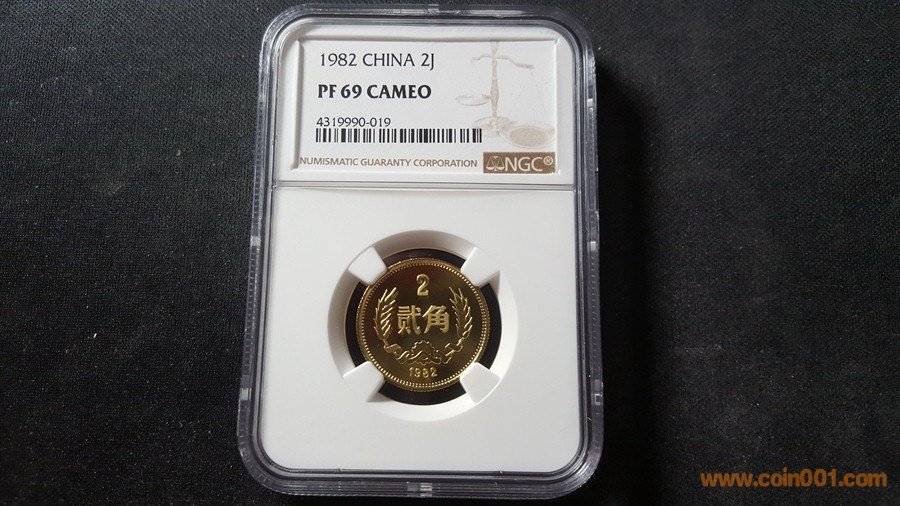 1982 CHINA 2J
PF 69 CAMEO
4319990-019
NUMISMATIC GUARANTY CORPORATION NGC®
2
贰角
1982
www.coin001.com